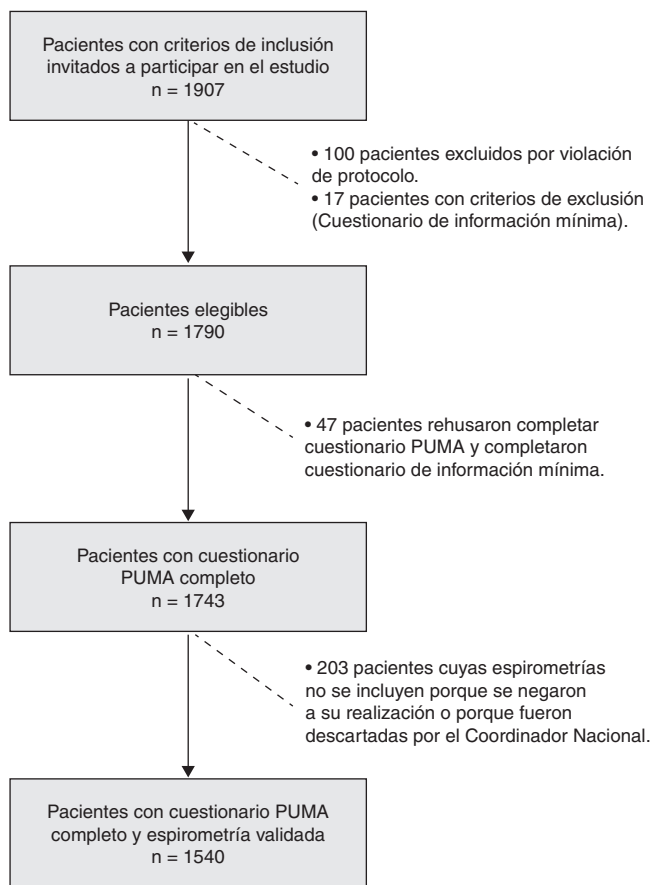 Pacientes con criterios de inclusión
invitados a participar en el estudio
n = 1907
• 100 pacientes excluidos por violación
de protocolo.
• 17 pacientes con criterios de exclusión
(Cuestionario de información mínima).
Pacientes elegibles
n = 1790
• 47 pacientes rehusaron completar
cuestionario PUMA y completaron
cuestionario de información mínima.
Pacientes con cuestionario
PUMA completo
n = 1743
• 203 pacientes cuyas espirometrías
no se incluyen porque se negaron
a su realización o porque fueron
descartadas por el Coordinador Nacional.
Pacientes con cuestionario PUMA
completo y espirometría validada
n = 1540